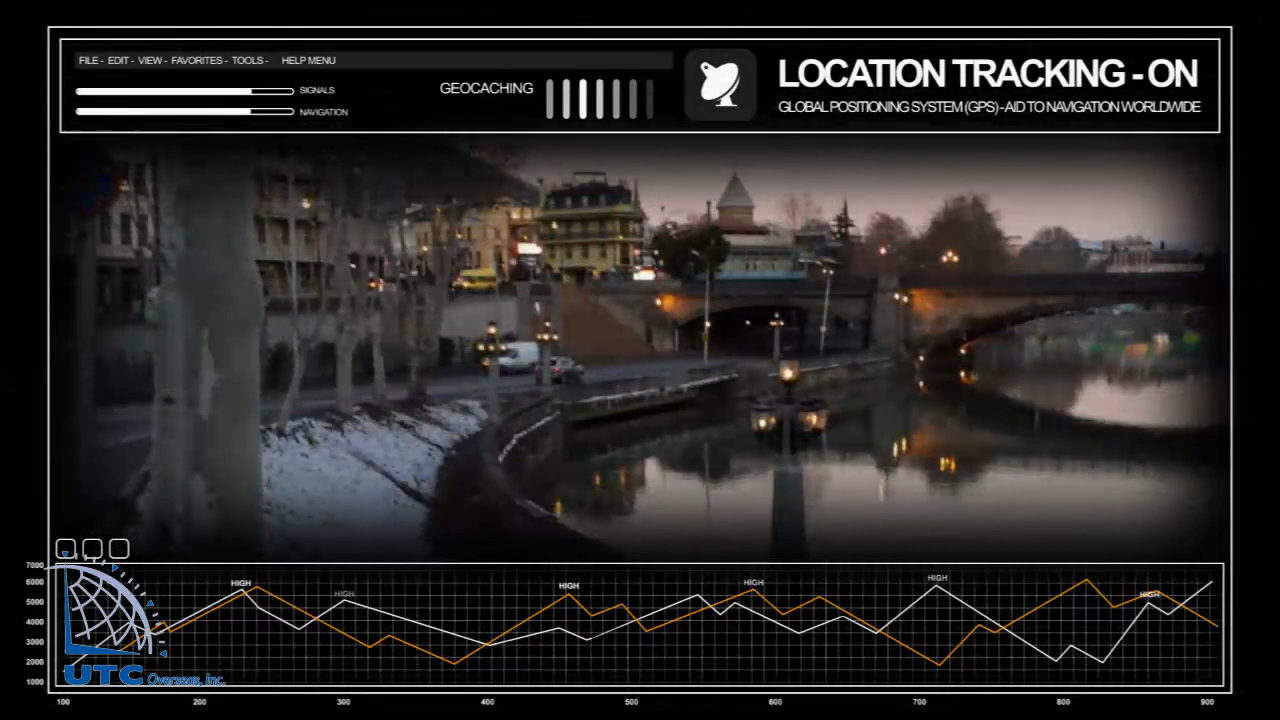 FILE - EDIT - VIEW - FAVORITES - TOOLS - HELP MENU
SIGNALS
NAVIGATION
GEOCACHING
LOCATION TRACKING - ON
GLOBAL POSITIONING SYSTEM (GPS) - AID TO NAVIGATION WORLDWIDE
7000
6000
5000
4000
3000
2000
1000
HIGH
HIGH
HIGH
HIGH
HIGH
HIGH
UTC Overseas, Inc.
100 200 300 400 500 600 700 800 900